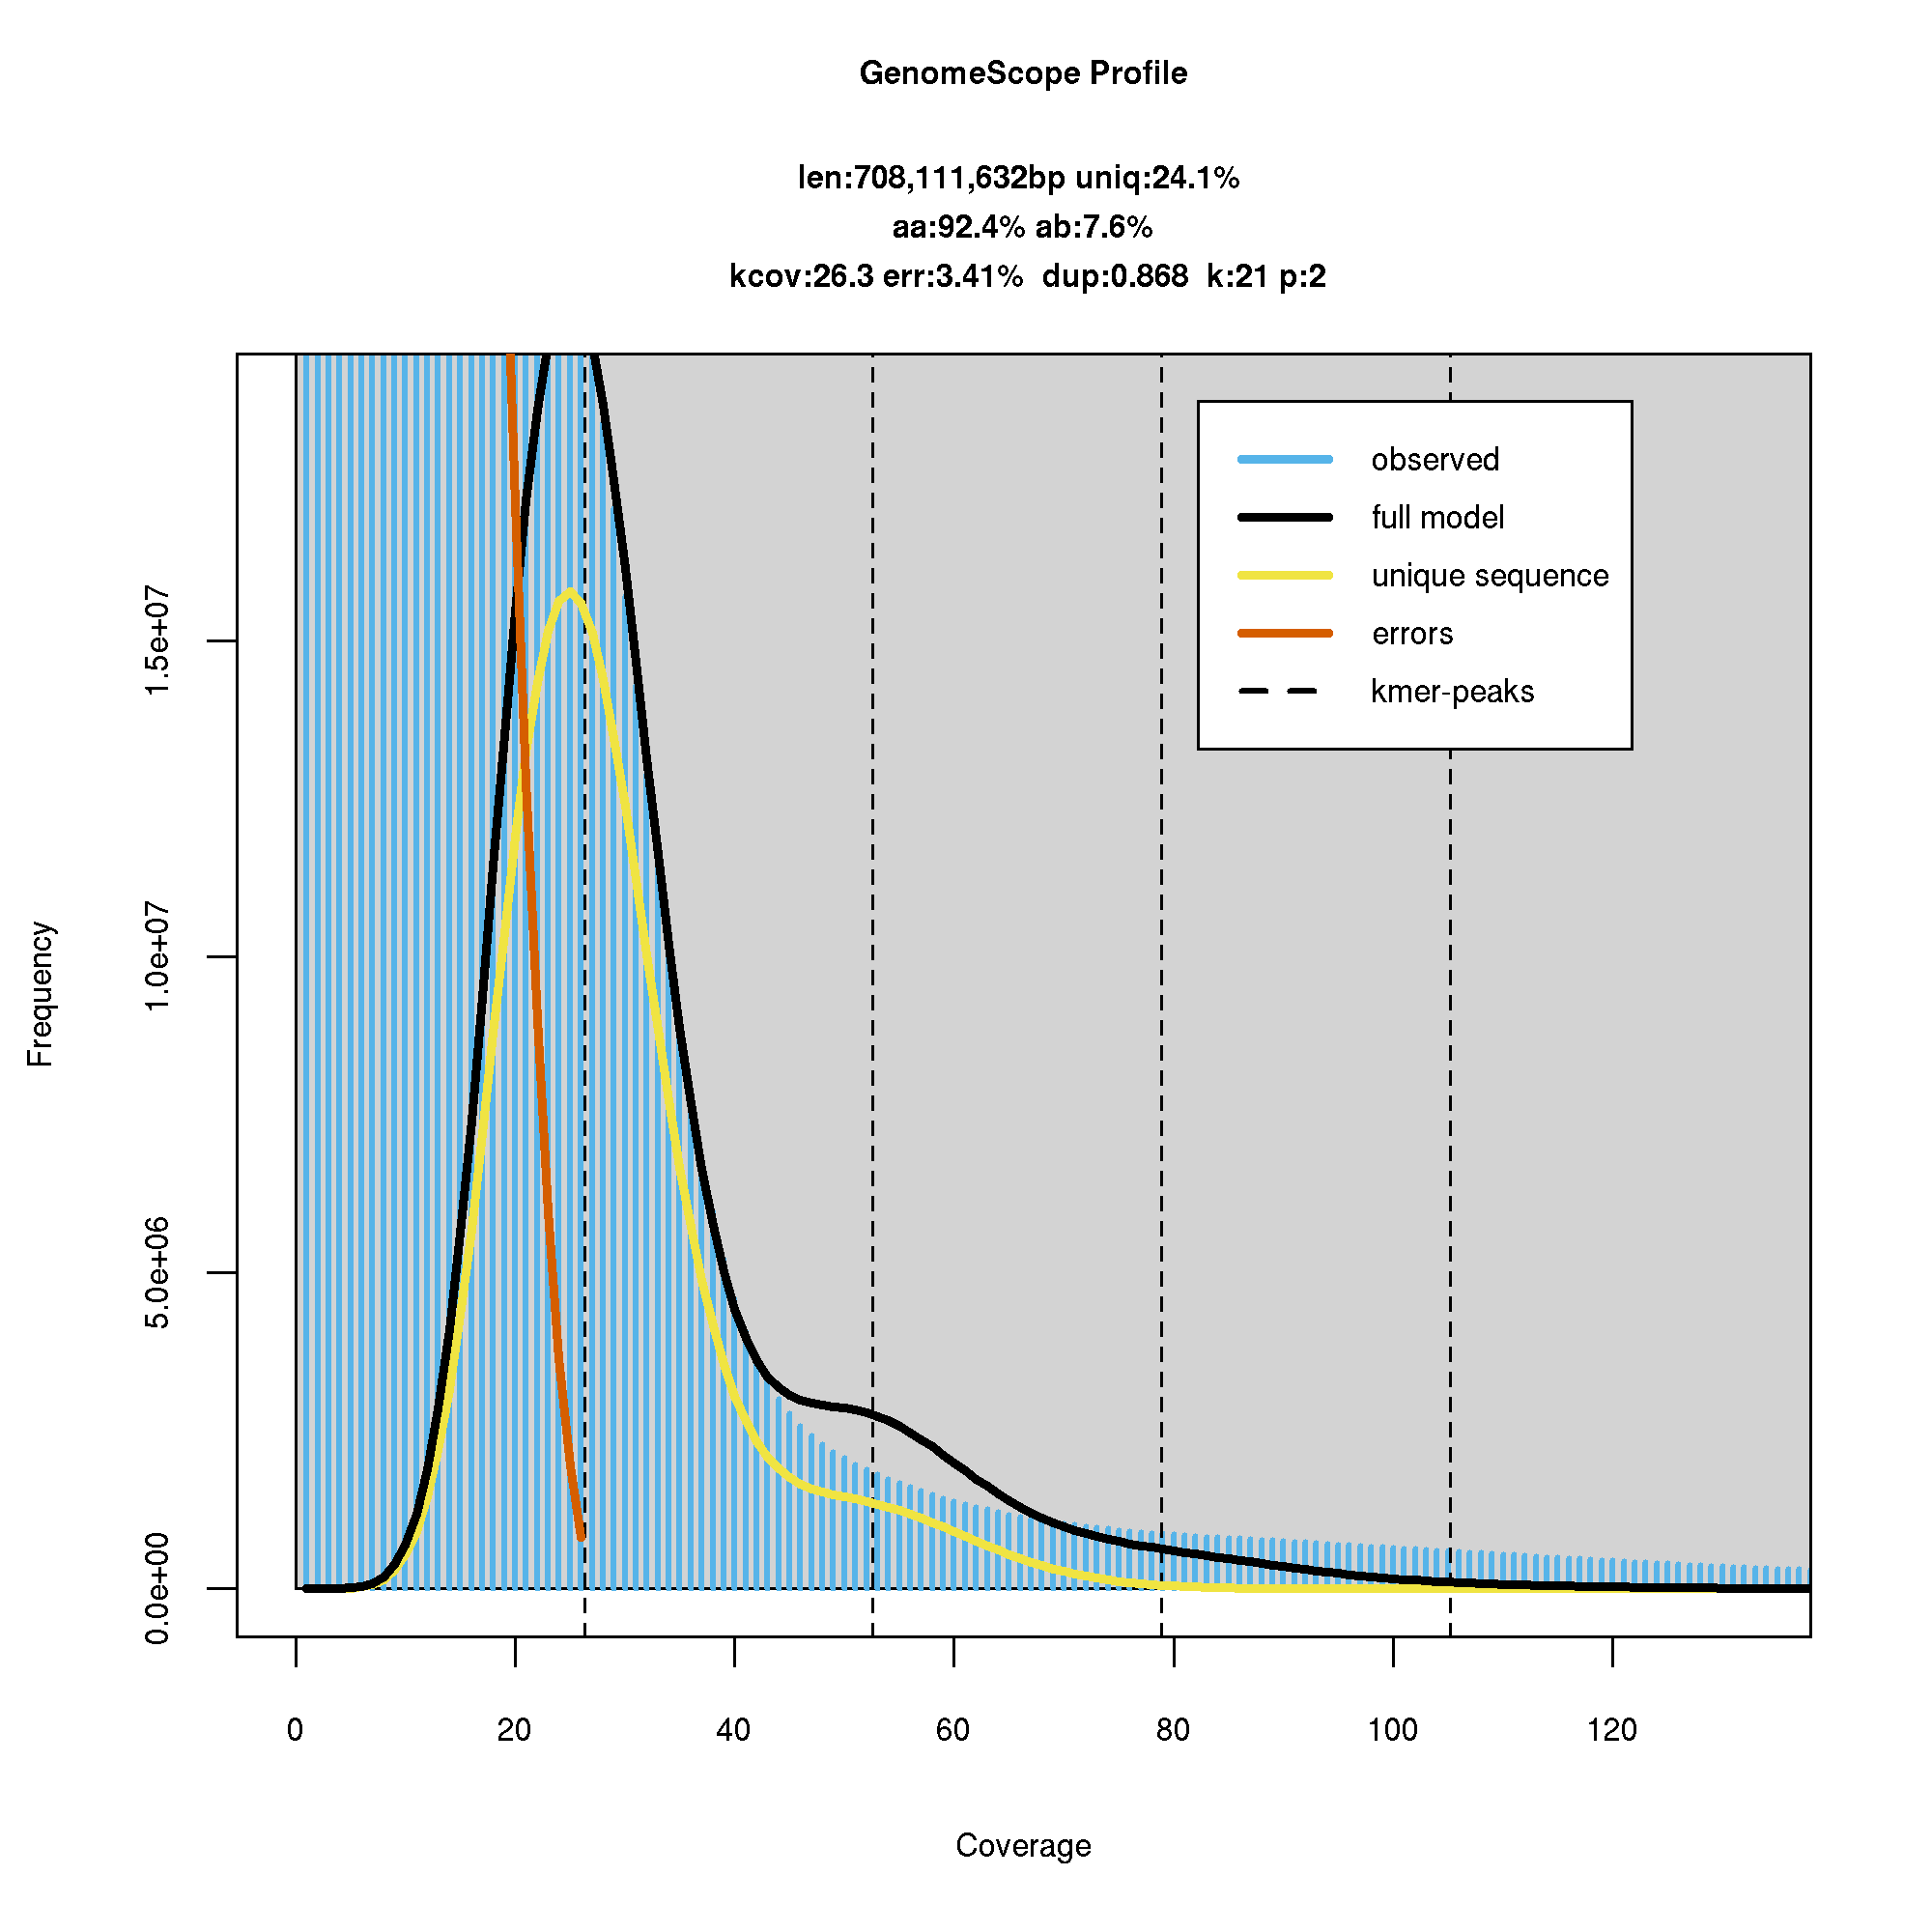 GenomeScope Profile
len:708,111,632bp uniq:24.1%
aa:92.4% ab:7.6%
kcov:26.3 err:3.41%  dup:0.868  k:21 p:2
observed
full model
unique sequence
errors
kmer-peaks
Frequency
1.5e+07
1.0e+07
5.0e+06
0.0e+00
0 20 40 60 80 100 120
Coverage